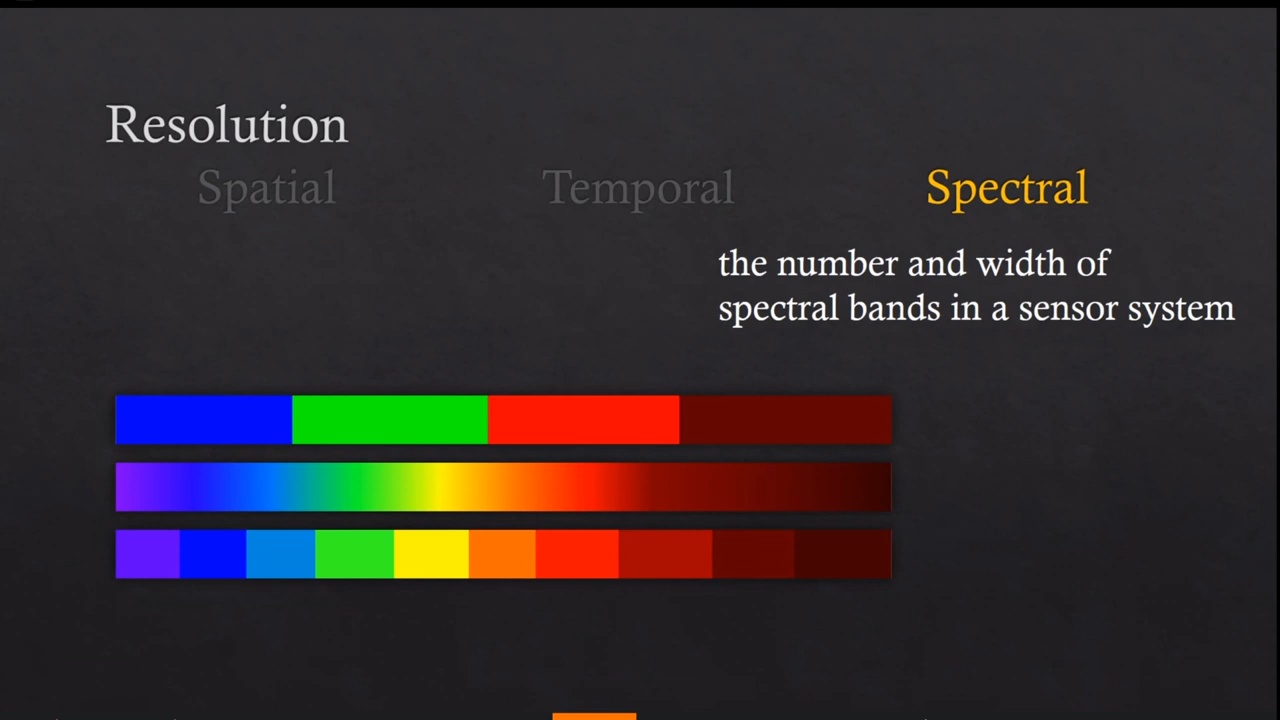 Resolution
Spatial Temporal Spectral
the number and width of
spectral bands in a sensor system